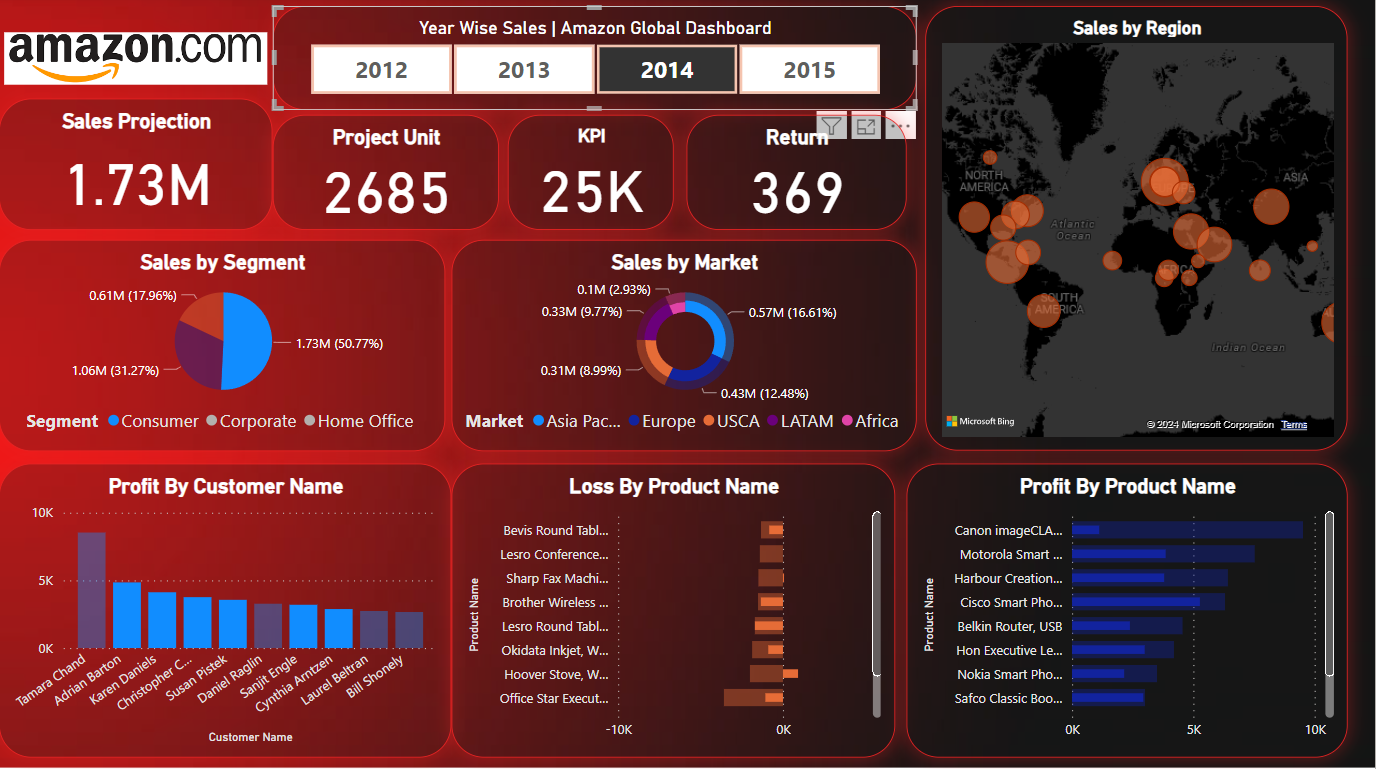 amazon.com
Year Wise Sales | Amazon Global Dashboard
2012 2013 2014 2015
Sales Projection
1.73M
Project Unit
2685
KPI
25K
Return
369
Sales by Region
NORTH
AMERICA
ASIA
Atlantic
Ocean
AFRICA
SOUTH
AMERICA
Indian Ocean
AU
Microsoft Bing
© 2024 Microsoft Corporation Terms
Sales by Segment
0.61M (17.96%)
1.73M (50.77%)
1.06M (31.27%)
Segment Consumer Corporate Home Office
Sales by Market
0.1M (2.93%)
0.33M (9.77%)
0.57M (16.61%)
0.31M (8.99%)
0.43M (12.48%)
Market Asia Pac... Europe USCA LATAM Africa
Profit By Customer Name
10K
5K
0K
Tamara Chand
Adrian Barton
Karen Daniels
Christopher C...
Susan Pistek
Daniel Raglin
Sanjit Engle
Cynthia Arntzen
Laurel Beltran
Bill Shonely
Customer Name
Loss By Product Name
Product Name
Bevis Round Tabl...
Lesro Conference...
Sharp Fax Machi...
Brother Wireless ...
Lesro Round Tabl...
Okidata Inkjet, W...
Hoover Stove, W...
Office Star Execut...
-10K 0K
Profit By Product Name
Product Name
Canon imageCLA...
Motorola Smart ...
Harbour Creation...
Cisco Smart Pho...
Belkin Router, USB
Hon Executive Le...
Nokia Smart Pho...
Safco Classic Boo...
0K 5K 10K